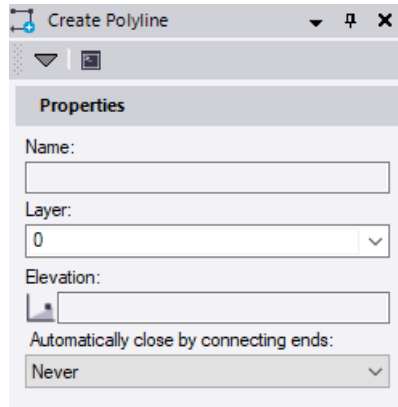 Create Polyline
Properties
Name:
Layer:
0
Elevation:
Automatically close by connecting ends:
Never